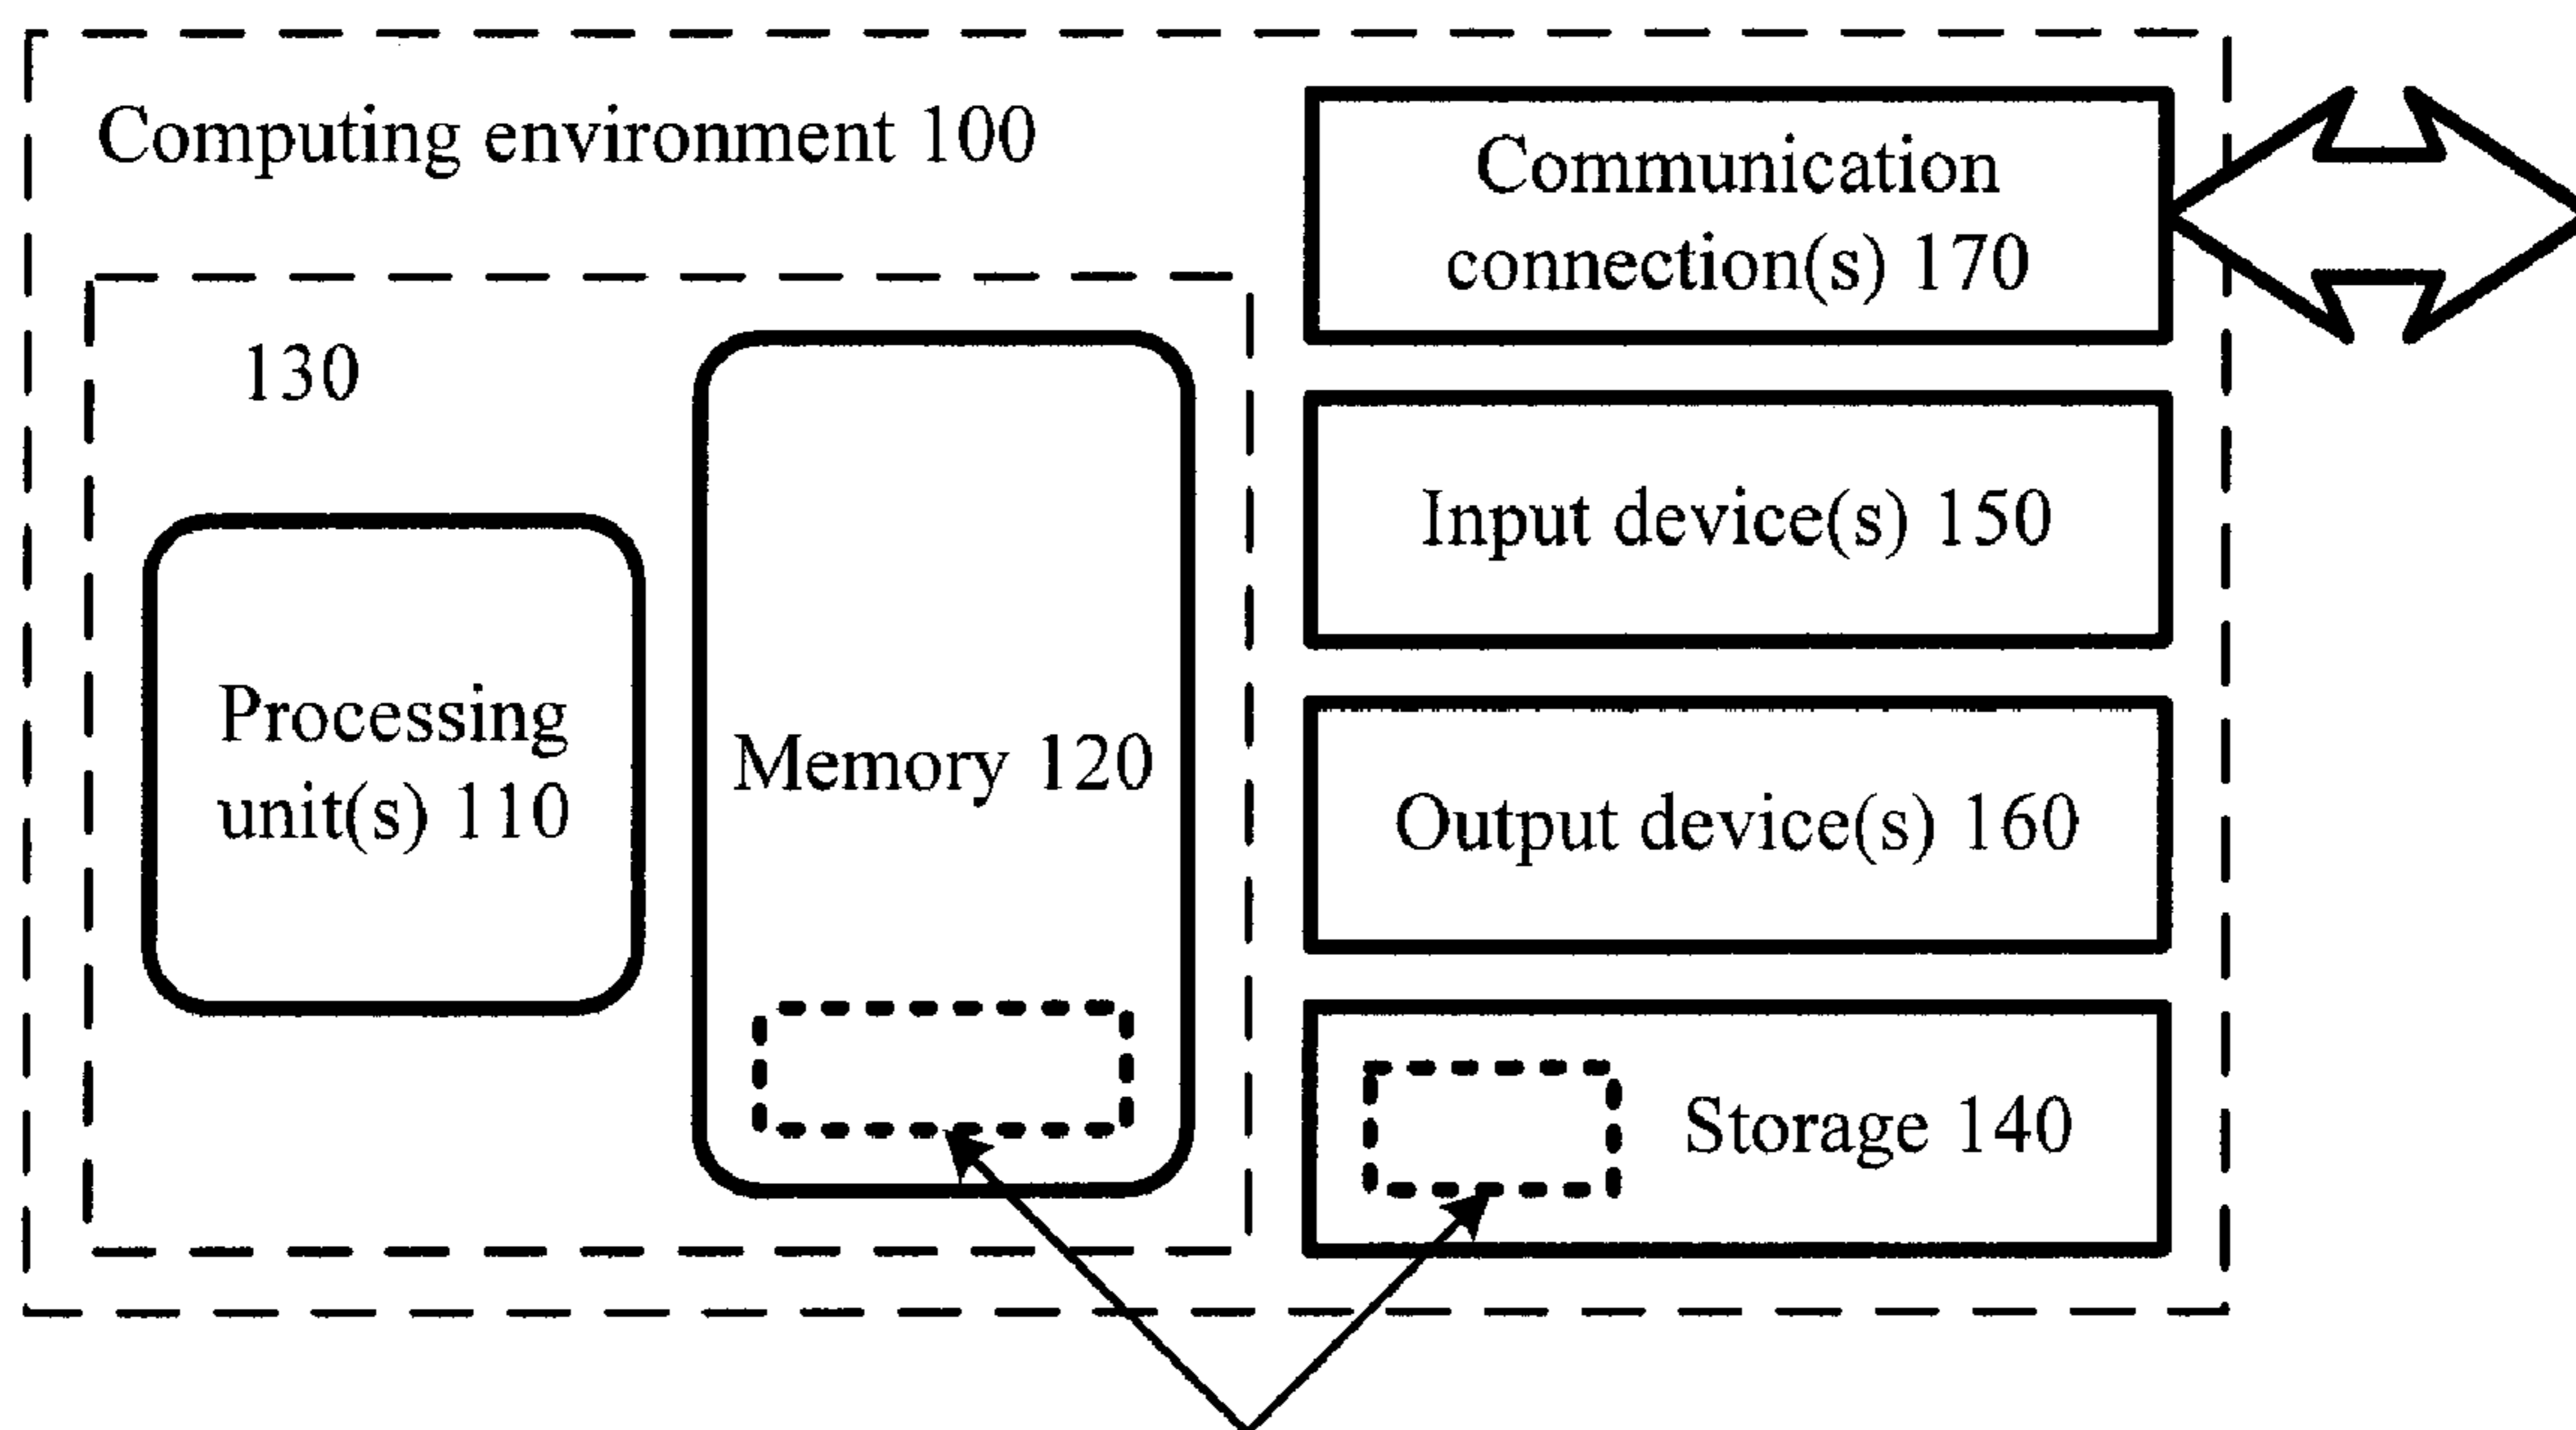 Computing environment 100
Communication
connection(s) 170
130
Input device(s) 150
Processing
unit(s) 110
Memory 120
Output device(s) 160
Storage 140